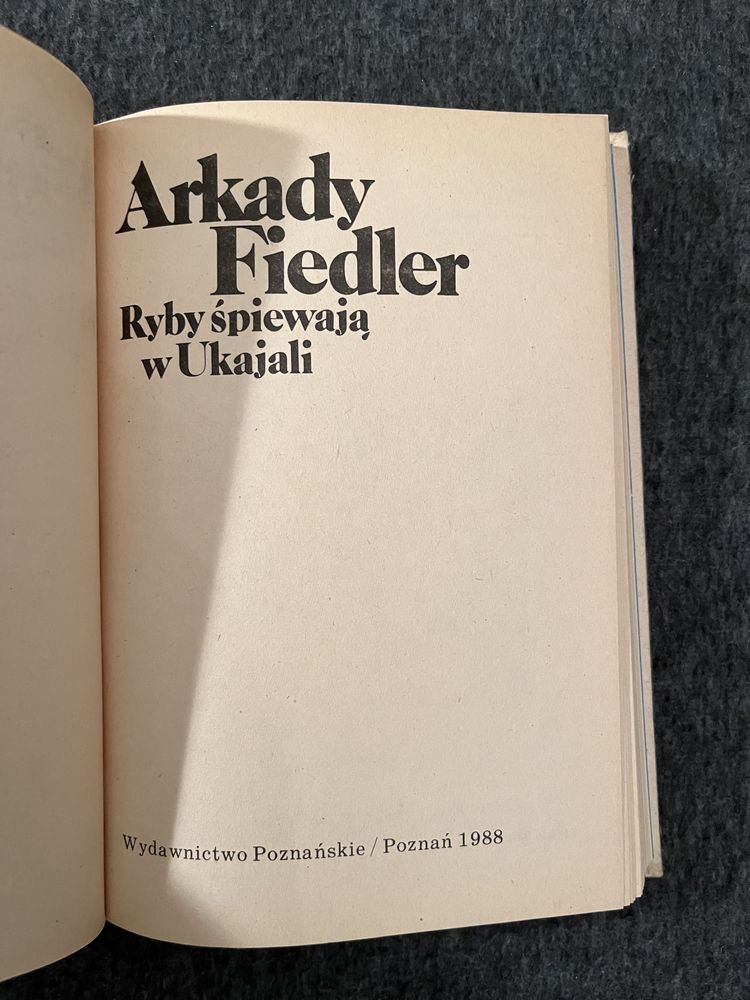 Arkady
Fiedler
Ryby śpiewają
w Ukajali
Wydawnictwo Poznańskie / Poznań 1988